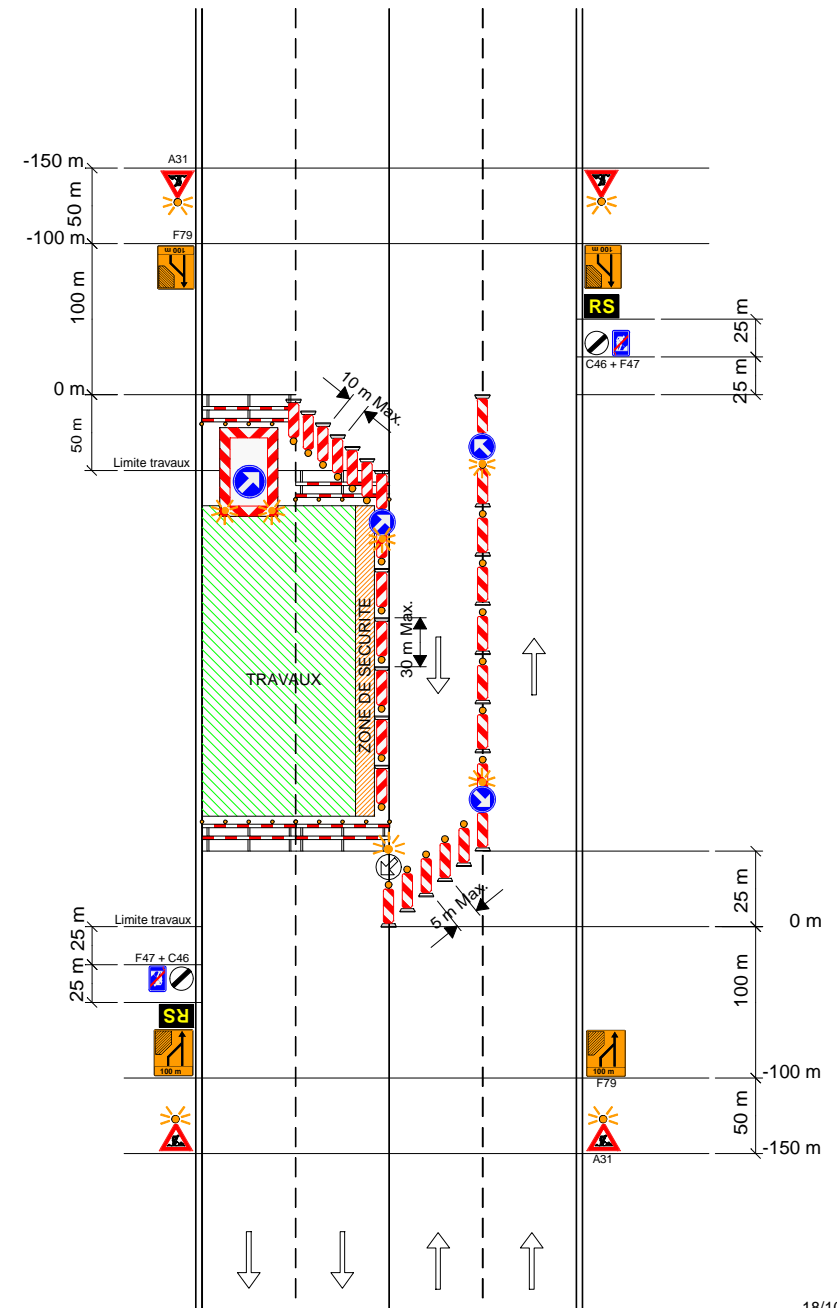 A31
-150 m
50 m
F79
-100 m
100 m
100 m
100 m
RS
25 m
C46 + F47
25 m
0 m
10 m Max.
50 m
Limite travaux
30 m Max.
TRAVAUX
ZONE DE SECURITE
5 m Max.
25 m
Limite travaux
0 m
25 m
F47 + C46
25 m
RS
100 m
100 m
100 m
-100 m
F79
50 m
-150 m
A31